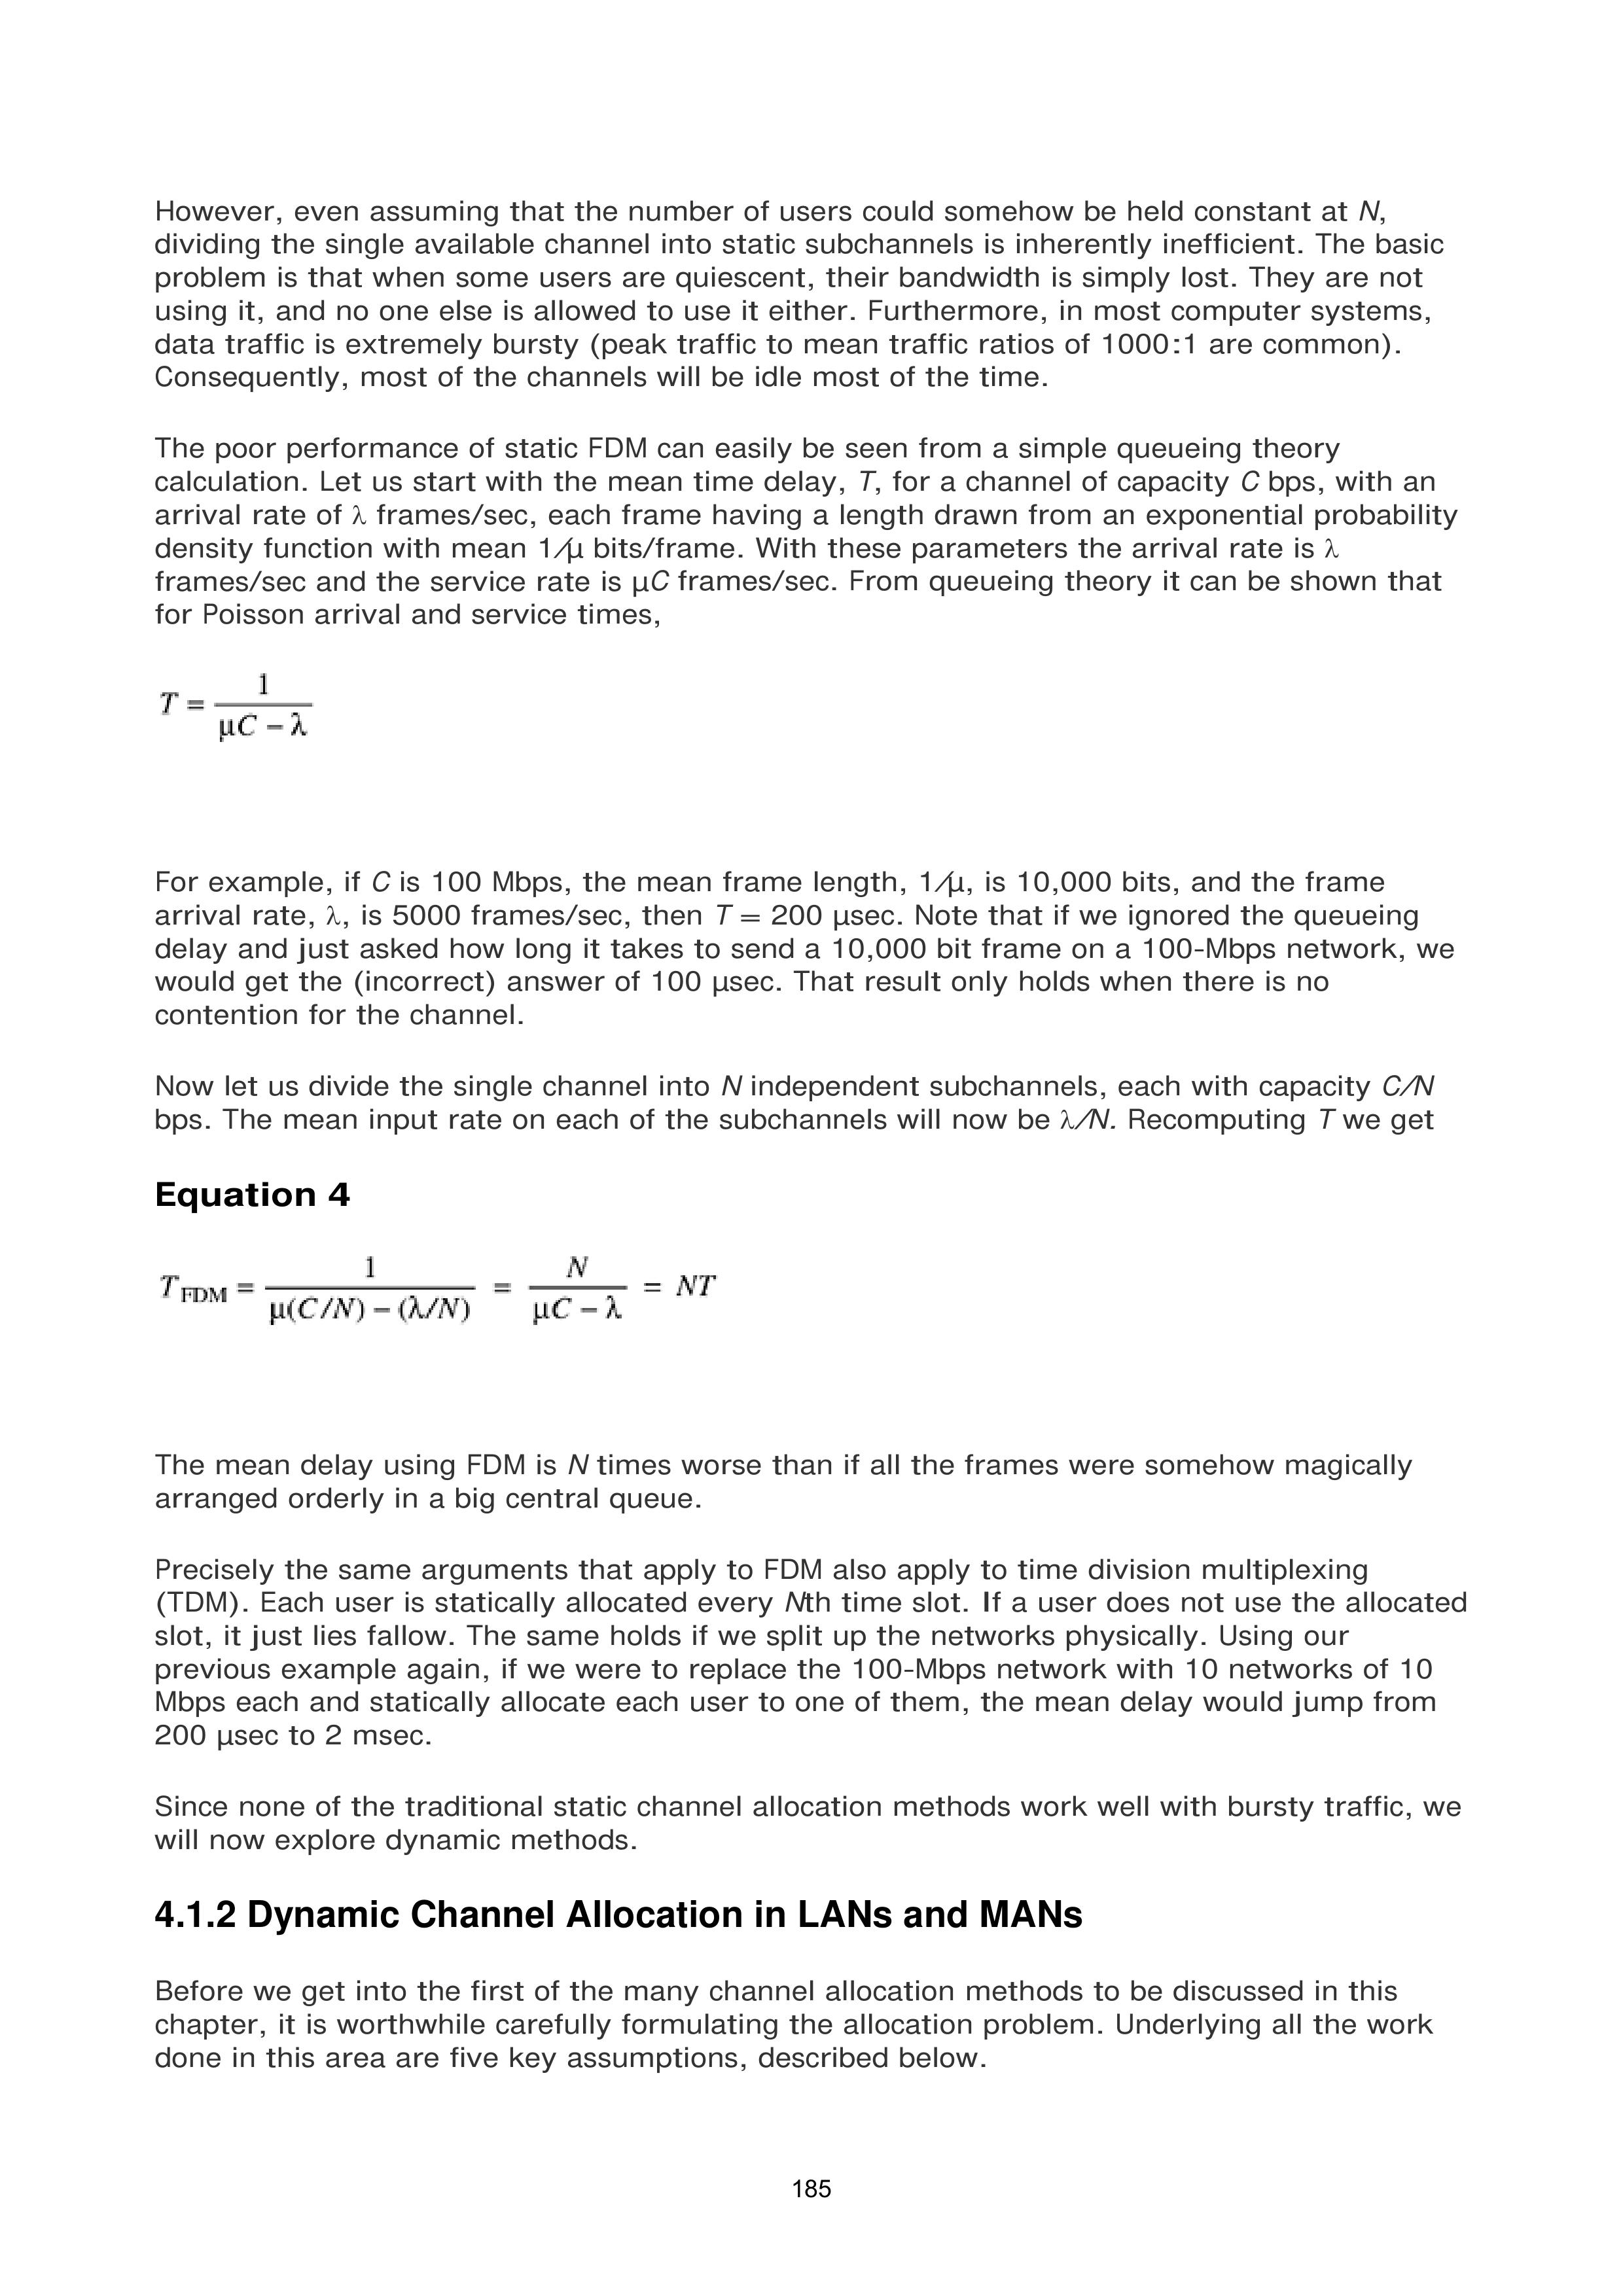 However, even assuming that the number of users could somehow be held constant at N,
dividing the single available channel into static subchannels is inherently inefficient. The basic
problem is that when some users are quiescent, their bandwidth is simply lost. They are not
using it, and no one else is allowed to use it either. Furthermore, in most computer systems,
data traffic is extremely bursty (peak traffic to mean traffic ratios of 1000:1 are common).
Consequently, most of the channels will be idle most of the time.
The poor performance of static FDM can easily be seen from a simple queueing theory
calculation. Let us start with the mean time delay, T, for a channel of capacity C bps, with an
arrival rate of λ frames/sec, each frame having a length drawn from an exponential probability
density function with mean 1/µ bits/frame. With these parameters the arrival rate is λ
frames/sec and the service rate is µC frames/sec. From queueing theory it can be shown that
for Poisson arrival and service times,
T = 1 / (µC − λ)
For example, if C is 100 Mbps, the mean frame length, 1/µ, is 10,000 bits, and the frame
arrival rate, λ, is 5000 frames/sec, then T = 200 µsec. Note that if we ignored the queueing
delay and just asked how long it takes to send a 10,000 bit frame on a 100-Mbps network, we
would get the (incorrect) answer of 100 µsec. That result only holds when there is no
contention for the channel.
Now let us divide the single channel into N independent subchannels, each with capacity C/N
bps. The mean input rate on each of the subchannels will now be λ/N. Recomputing T we get
Equation 4
T FDM = 1 / (µ(C/N) − (λ/N)) = N / (µC − λ) = NT
The mean delay using FDM is N times worse than if all the frames were somehow magically
arranged orderly in a big central queue.
Precisely the same arguments that apply to FDM also apply to time division multiplexing
(TDM). Each user is statically allocated every Nth time slot. If a user does not use the allocated
slot, it just lies fallow. The same holds if we split up the networks physically. Using our
previous example again, if we were to replace the 100-Mbps network with 10 networks of 10
Mbps each and statically allocate each user to one of them, the mean delay would jump from
200 µsec to 2 msec.
Since none of the traditional static channel allocation methods work well with bursty traffic, we
will now explore dynamic methods.
4.1.2 Dynamic Channel Allocation in LANs and MANs
Before we get into the first of the many channel allocation methods to be discussed in this
chapter, it is worthwhile carefully formulating the allocation problem. Underlying all the work
done in this area are five key assumptions, described below.
185